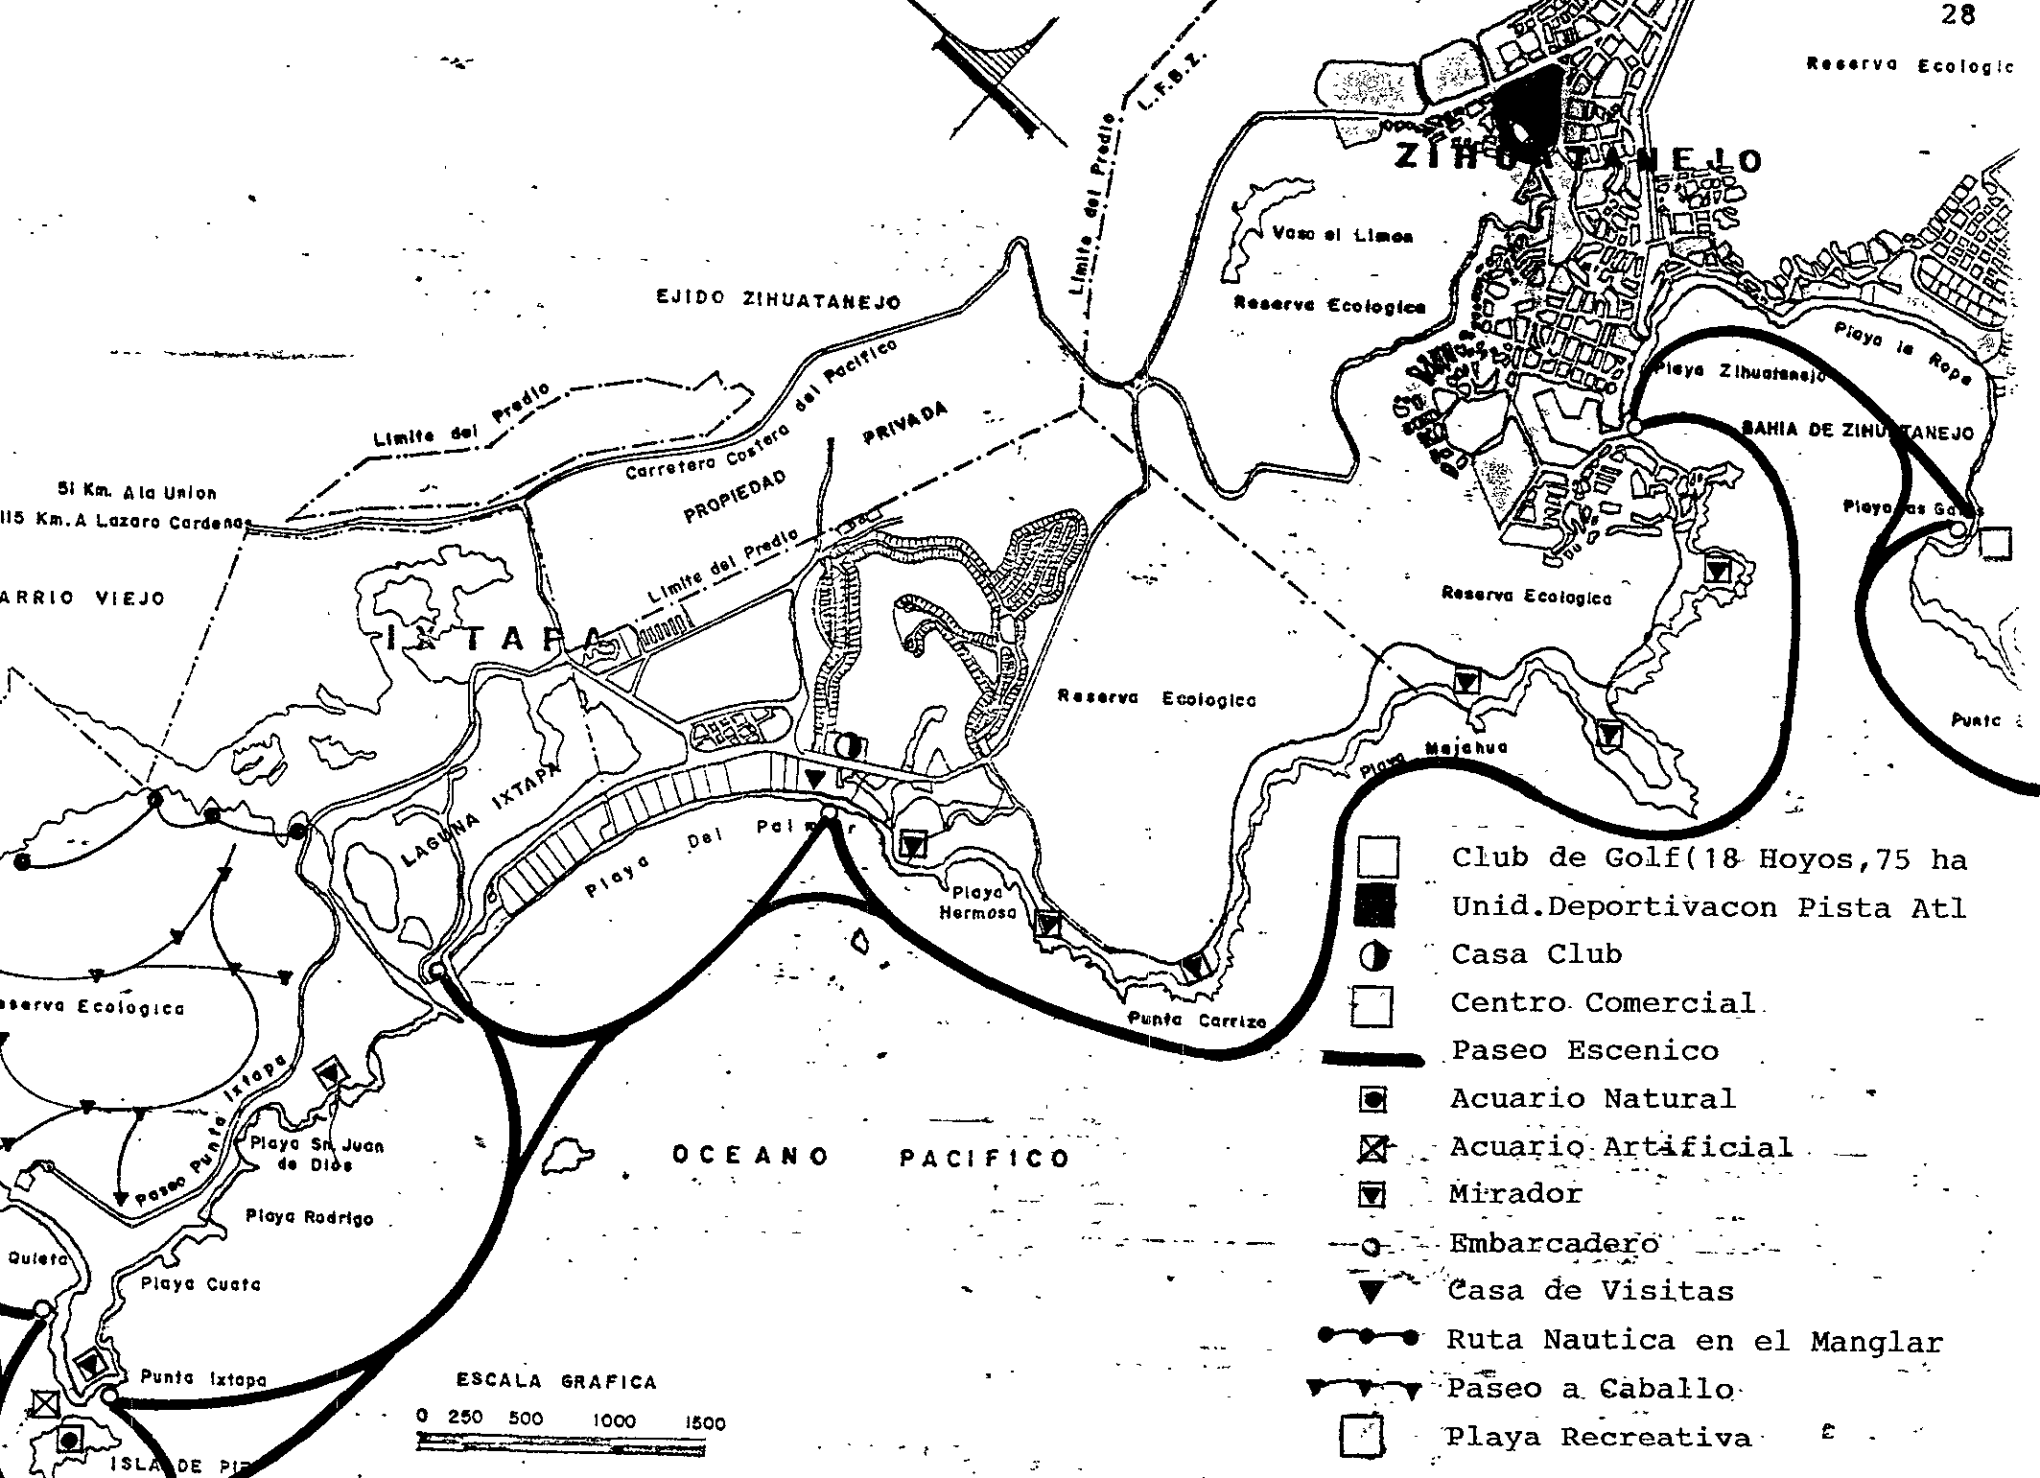 28
Reserva Ecologic
L.F.B.Z.
Limite del Predio
ZIHUATANEJO
Vaso el Limon
Reserva Ecologica
EJIDO ZIHUATANEJO
Playa la Ropa
Playa Zihuatanejo
BAHIA DE ZIHUATANEJO
Carretera Costera del Pacifico
PROPIEDAD PRIVADA
Limite del Predio
51 Km. A la Union
115 Km. A Lazaro Cardenas
Limite del Predio
Playa as Ga
ARRIO VIEJO
IXTAPA
Reserva Ecologica
Reserva Ecologica
Punta
Playa Majahua
LAGUNA IXTAPA
Playa Del Palmar
Playa
Hermosa
Punta Carrizo
serva Ecologica
Paseo Punta Ixtapa
Playa Sn. Juan
de Dios
Playa Rodrigo
OCEANO PACIFICO
Quieta
Playa Cuata
Punta Ixtapa
ISLA DE
ESCALA GRAFICA
0 250 500 1000 1500
Club de Golf(18 Hoyos,75 ha
Unid.Deportivacon Pista Atl
Casa Club
Centro Comercial
Paseo Escenico
Acuario Natural
Acuario Artificial
Mirador
Embarcadero
Casa de Visitas
Ruta Nautica en el Manglar
Paseo a Caballo
Playa Recreativa